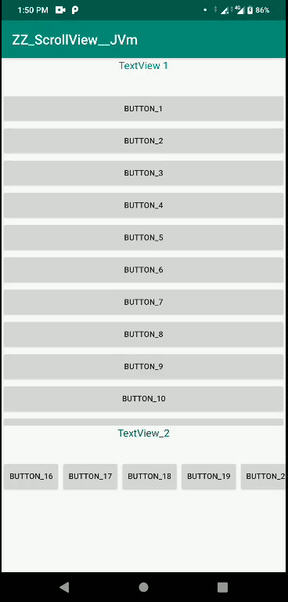 1:50 PM 86%
ZZ_ScrollView__JVm
TextView 1
BUTTON_1
BUTTON_2
BUTTON_3
BUTTON_4
BUTTON_5
BUTTON_6
BUTTON_7
BUTTON_8
BUTTON_9
BUTTON_10
TextView_2
BUTTON_16 BUTTON_17 BUTTON_18 BUTTON_19 BUTTON_2